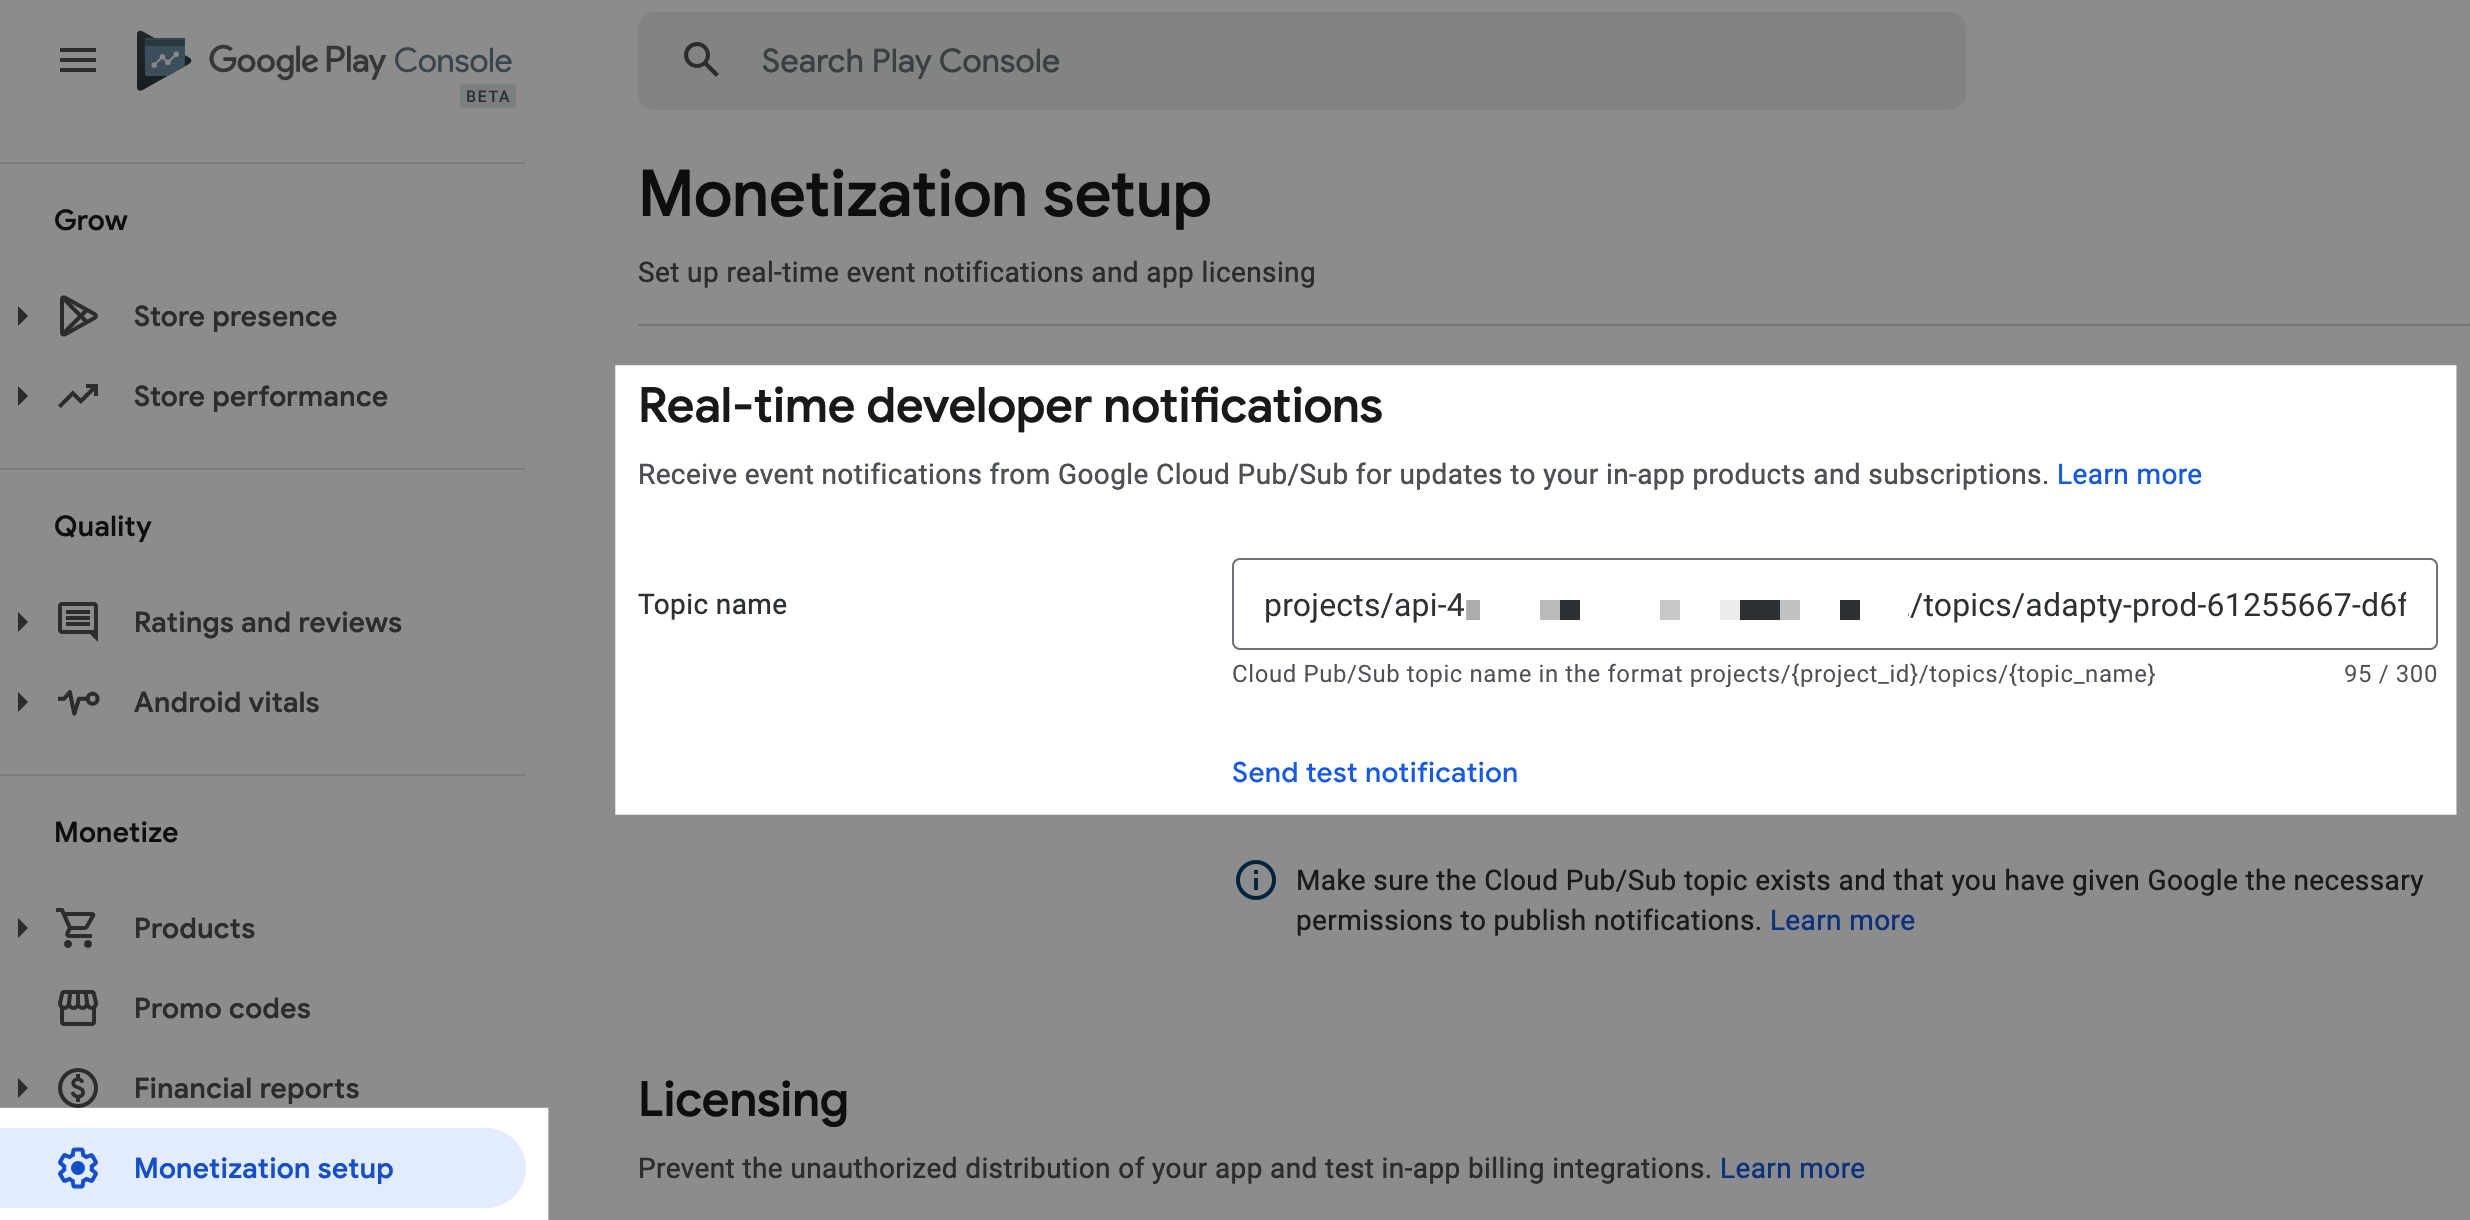 Google Play Console
BETA
Search Play Console
Grow
Store presence
Store performance
Quality
Ratings and reviews
Android vitals
Monetize
Products
Promo codes
Financial reports
Monetization setup
Monetization setup
Set up real-time event notifications and app licensing
Real-time developer notifications
Receive event notifications from Google Cloud Pub/Sub for updates to your in-app products and subscriptions. Learn more
Topic name
projects/api-4 /topics/adapty-prod-61255667-d6f
Cloud Pub/Sub topic name in the format projects/{project_id}/topics/{topic_name}
95 / 300
Send test notification
Make sure the Cloud Pub/Sub topic exists and that you have given Google the necessary
permissions to publish notifications. Learn more
Licensing
Prevent the unauthorized distribution of your app and test in-app billing integrations. Learn more